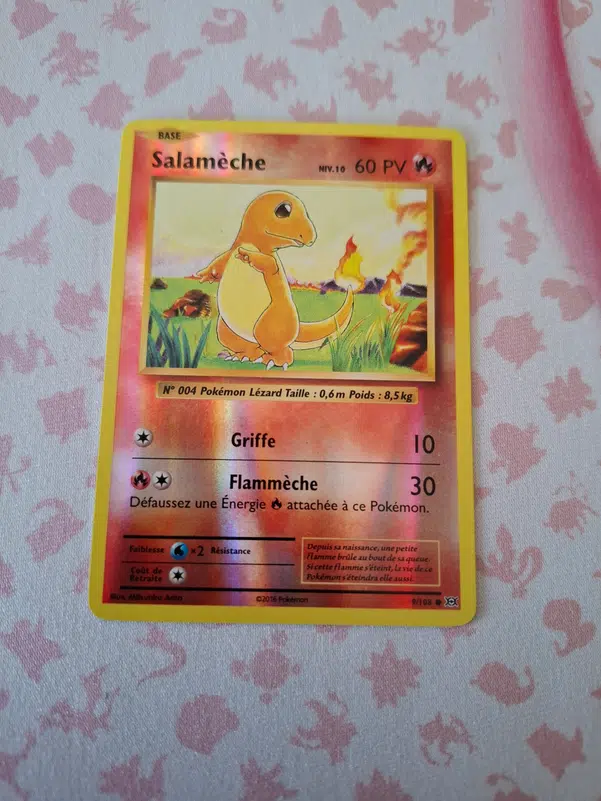 BASE
Salamèche NIV.10 60 PV
N° 004 Pokémon Lézard Taille : 0,6 m Poids : 8,5 kg
Griffe 10
Flammèche 30
Défaussez une Énergie attachée à ce Pokémon.
Faiblesse ×2 Résistance
Coût de
Retraite
Depuis sa naissance, une petite
flamme brûle au bout de sa queue.
Si cette flamme s'éteint, la vie de ce
Pokémon s'éteindra elle aussi.
Illus. Mitsuhiro Arita ©2016 Pokémon 9/108